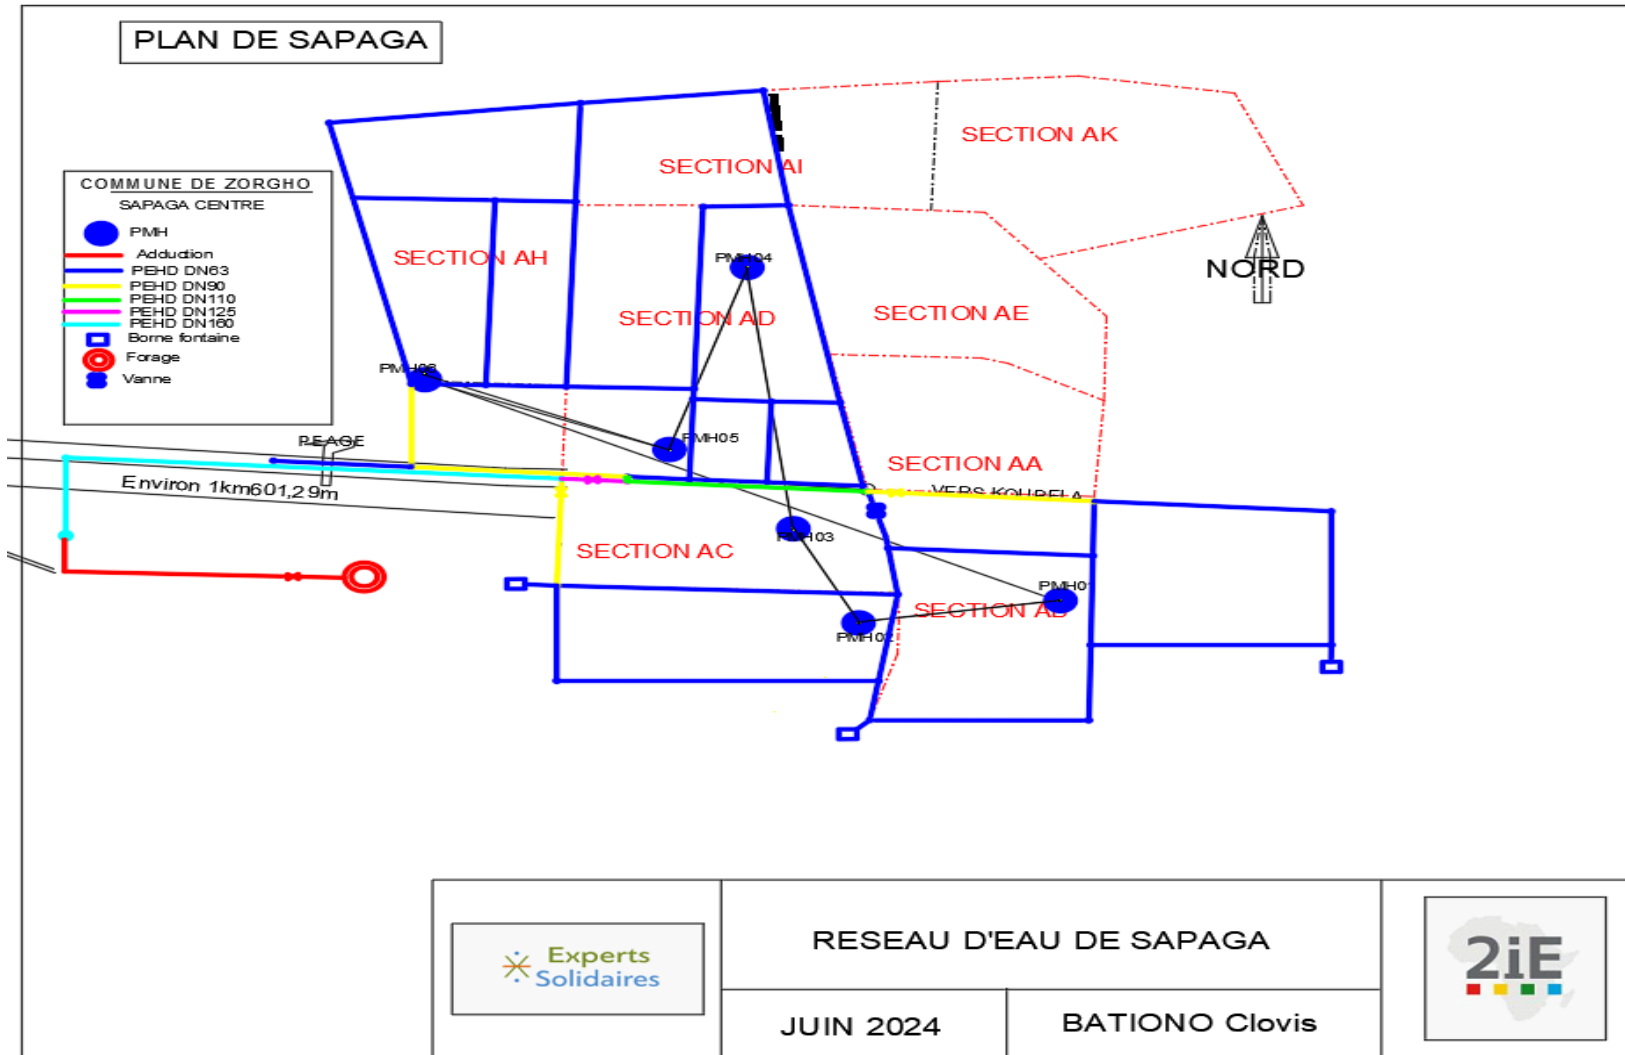 PLAN DE SAPAGA
SECTION AK
SECTION AI
COMMUNE DE ZORGHO
SAPAGA CENTRE
PMH
Adduction
PEHD DN63
PEHD DN90
PEHD DN110
PEHD DN125
PEHD DN160
Borne fontaine
Forage
Vanne
SECTION AH
PMH04
NORD
SECTION AD
SECTION AE
PEAGE
PMH05
SECTION AA
Environ 1km601,29m
VERS
SECTION AC
PMH03
SECTION
PMH02
Experts
Solidaires
RESEAU D'EAU DE SAPAGA
2iE
JUIN 2024
BATIONO Clovis